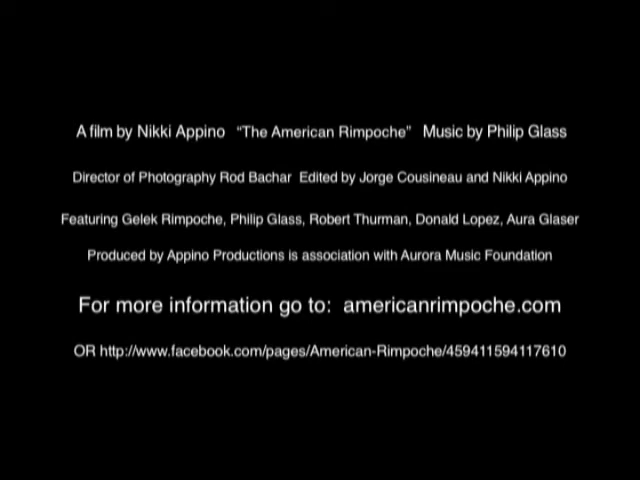 A film by Nikki Appino "The American Rimpoche" Music by Philip Glass
Director of Photography Rod Bachar Edited by Jorge Cousineau and Nikki Appino
Featuring Gelek Rimpoche, Philip Glass, Robert Thurman, Donald Lopez, Aura Glaser
Produced by Appino Productions is association with Aurora Music Foundation
For more information go to: americanrimpoche.com
OR http://www.facebook.com/pages/American-Rimpoche/459411594117610